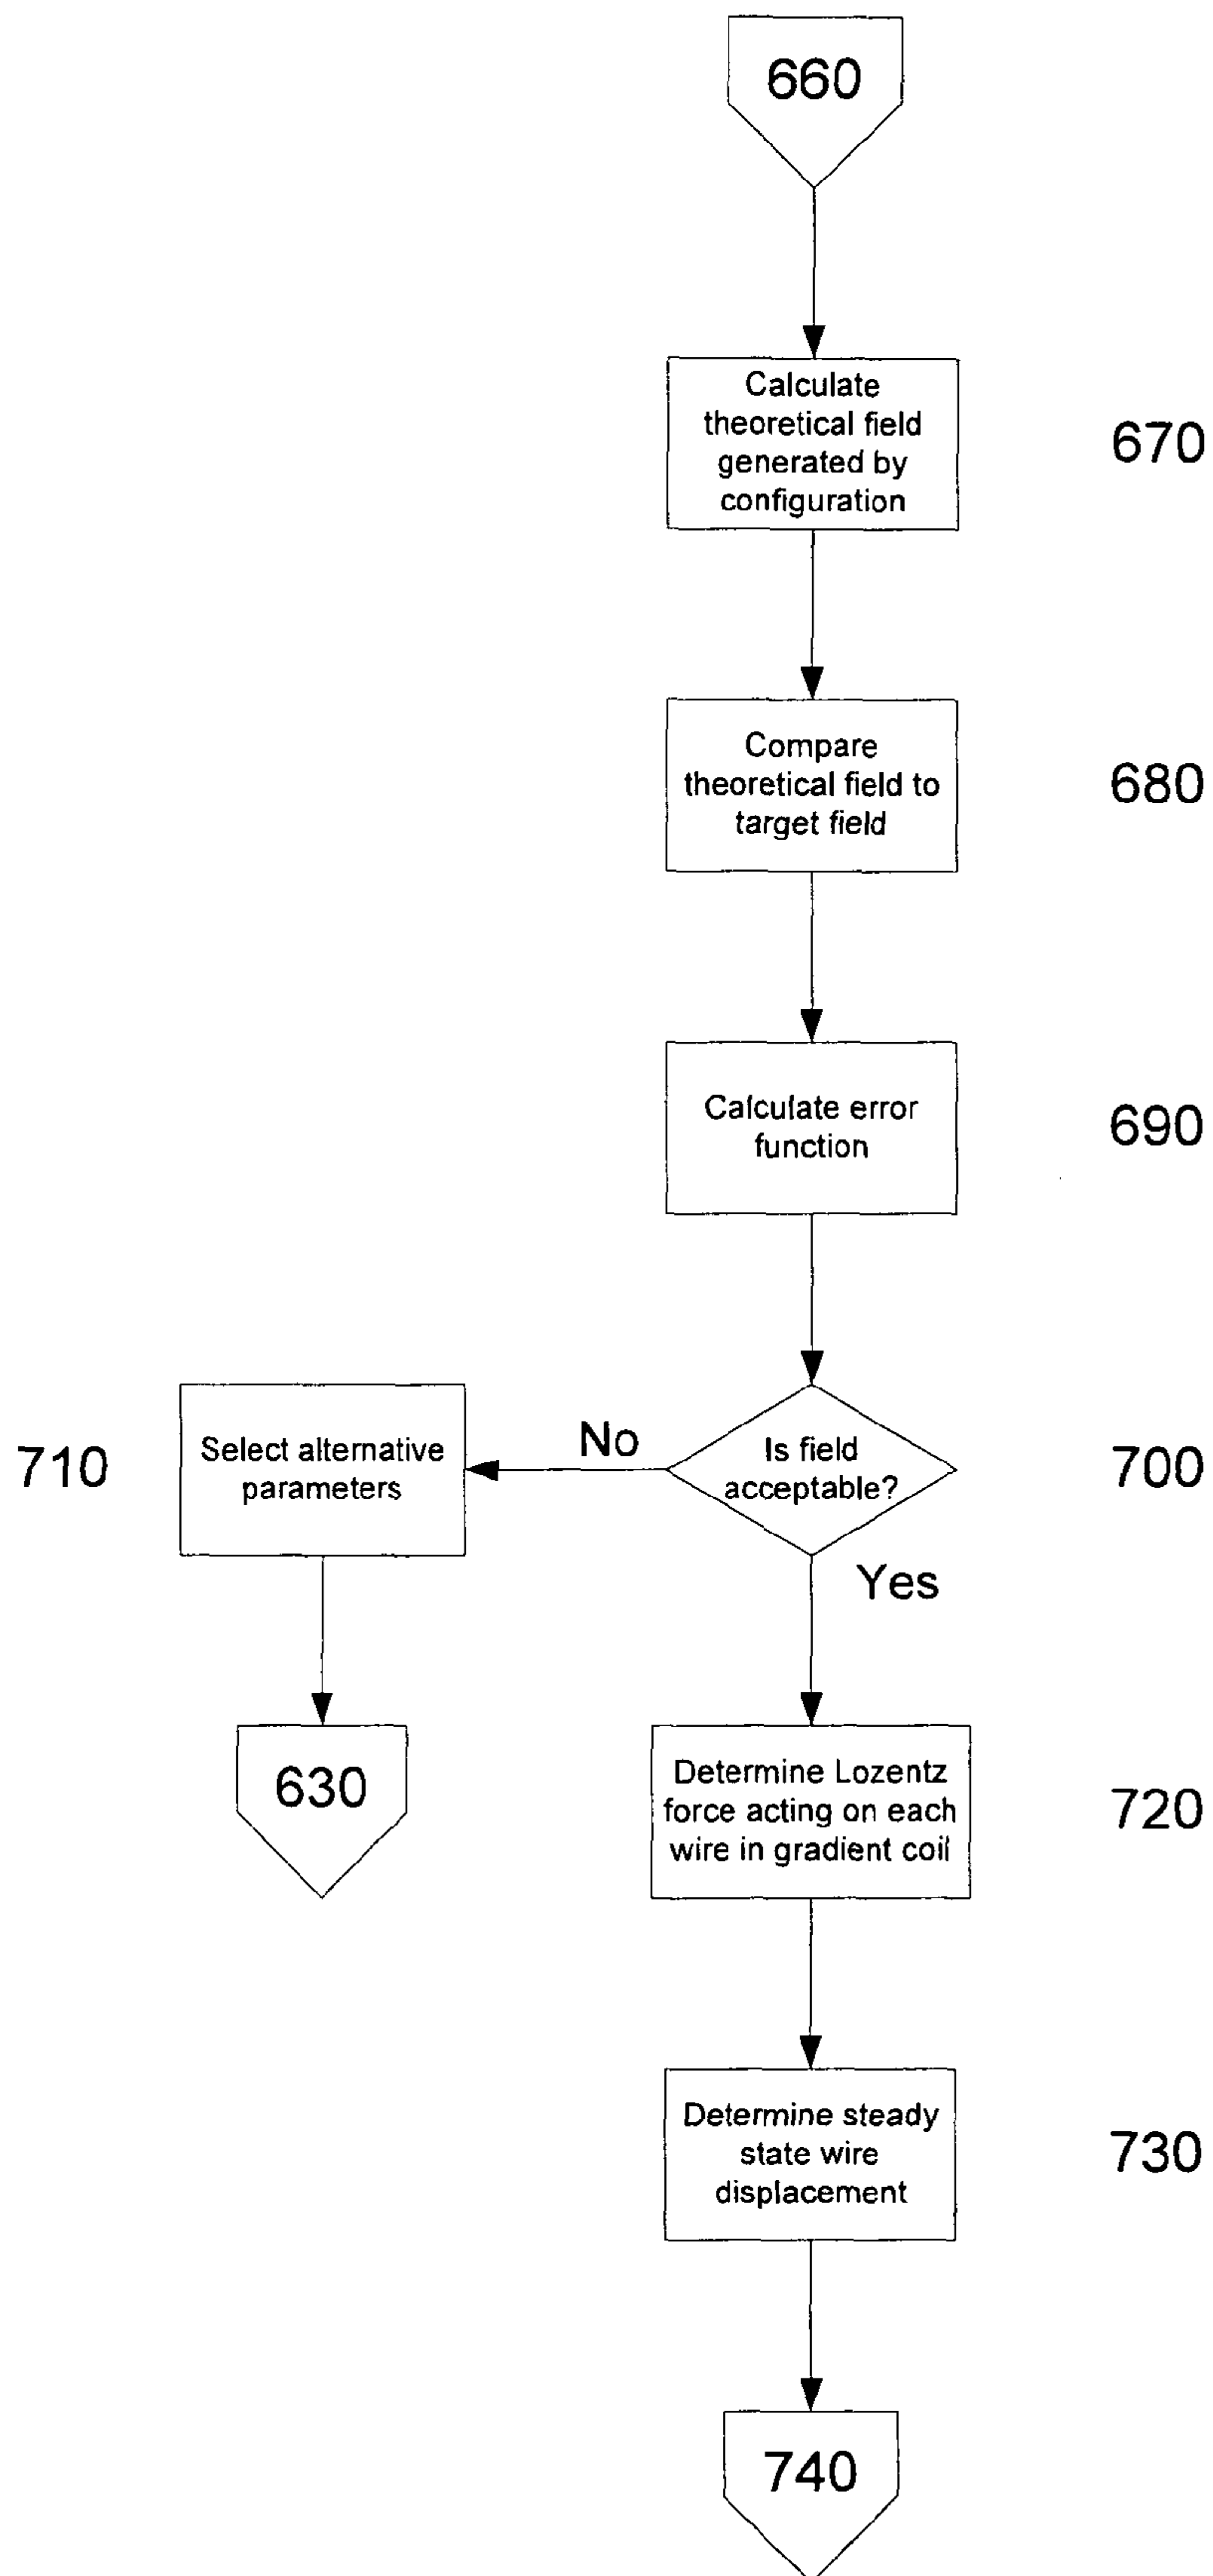 660
Calculate
theoretical field
generated by
configuration
670
Compare
theoretical field to
target field
680
Calculate error
function
690
710
Select alternative
parameters
No
Is field
acceptable?
700
Yes
630
Determine Lozentz
force acting on each
wire in gradient coil
720
Determine steady
state wire
displacement
730
740